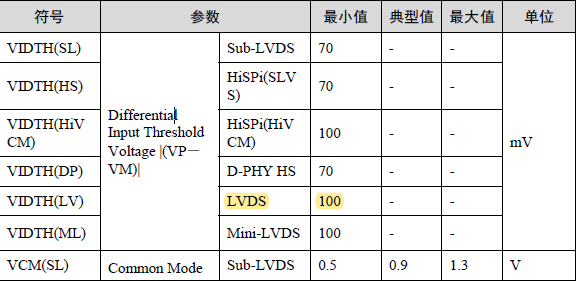 符号 参数 最小值 典型值 最大值 单位
VIDTH(SL) Differential Input Threshold Voltage |(VP－VM)| Sub-LVDS 70 - - mV
VIDTH(HS) HiSPi(SLVS) 70 - -
VIDTH(HiVCM) HiSPi(HiVCM) 100 - -
VIDTH(DP) D-PHY HS 70 - -
VIDTH(LV) LVDS 100 - -
VIDTH(ML) Mini-LVDS 100 - -
VCM(SL) Common Mode Sub-LVDS 0.5 0.9 1.3 V